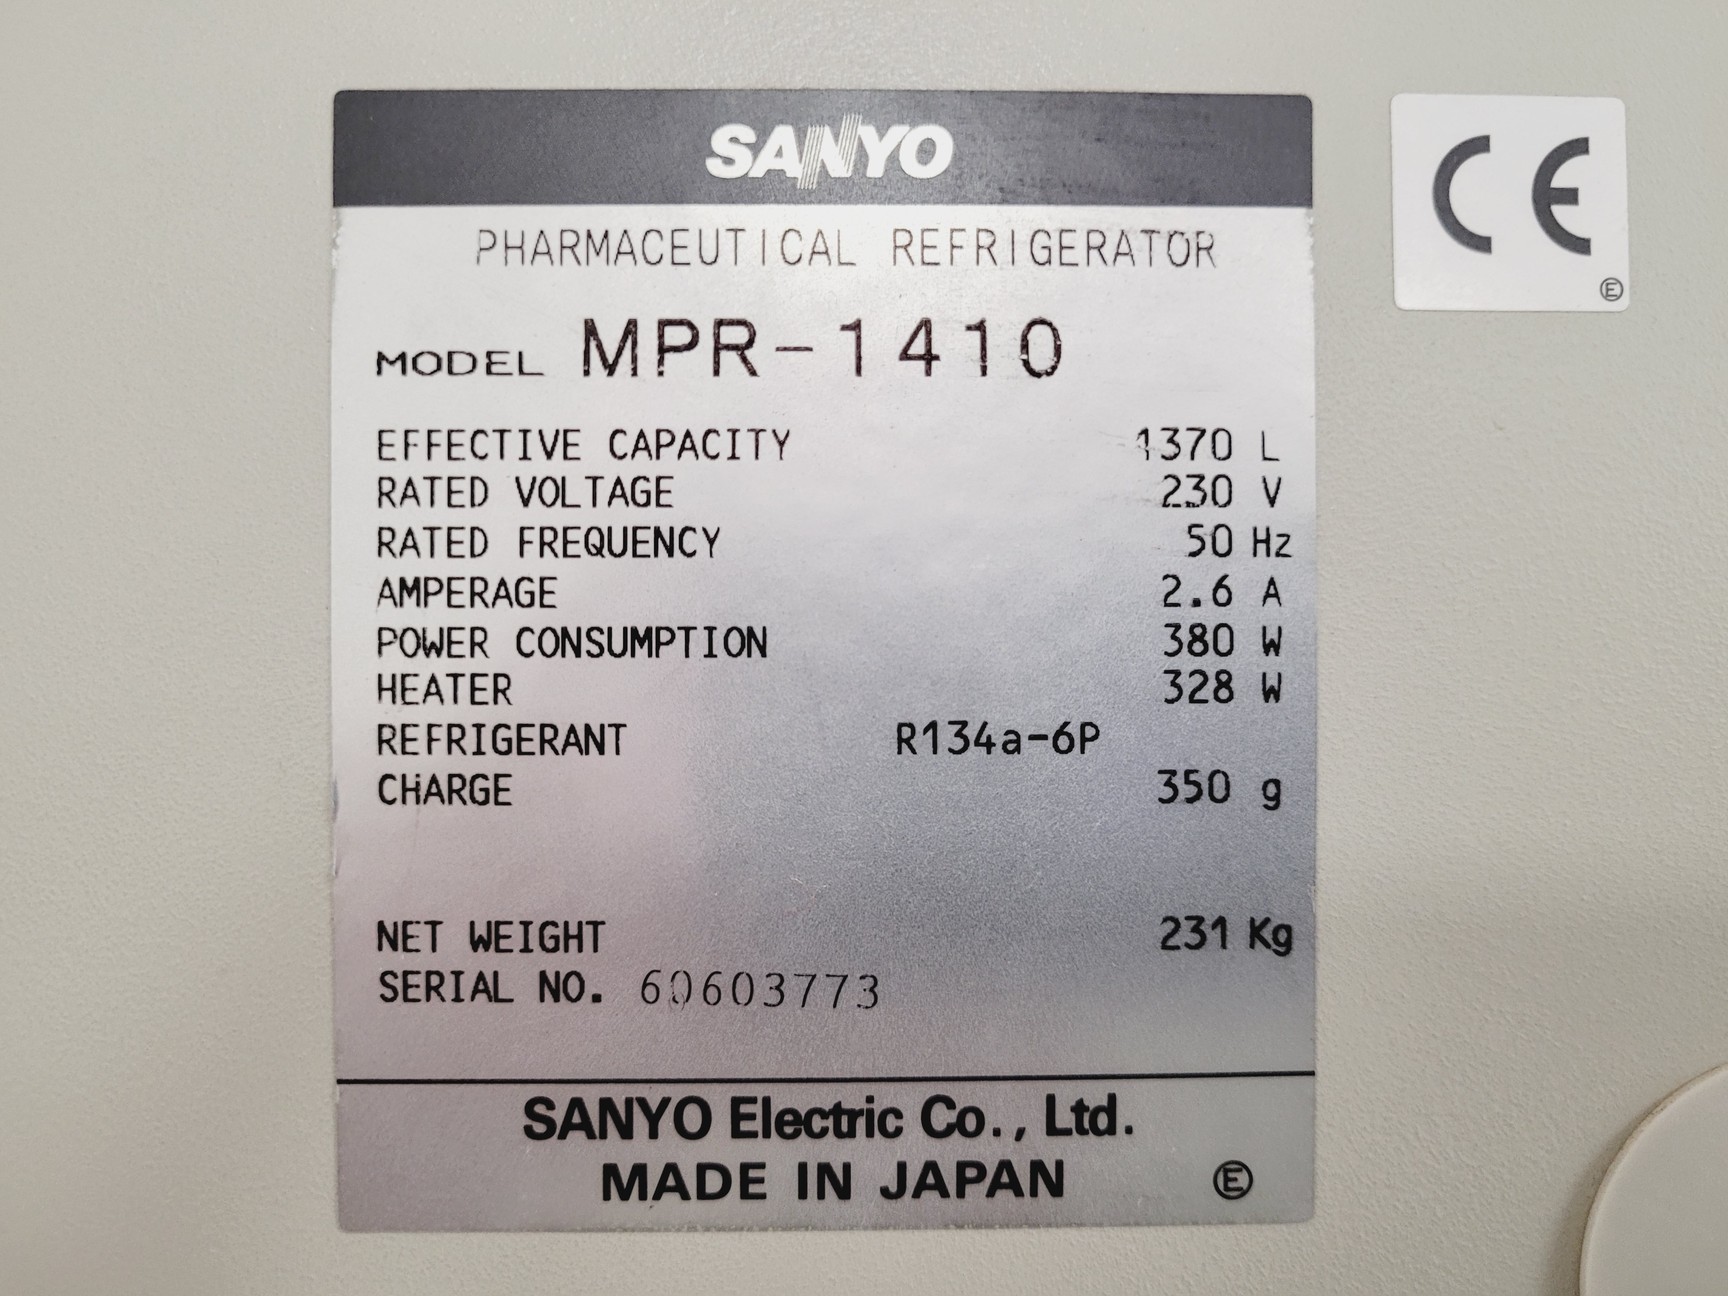 SANYO
CE
E
PHARMACEUTICAL REFRIGERATOR
MODEL MPR-1410
EFFECTIVE CAPACITY 1370 L
RATED VOLTAGE 230 V
RATED FREQUENCY 50 Hz
AMPERAGE 2.6 A
POWER CONSUMPTION 380 W
HEATER 328 W
REFRIGERANT R134a-6P
CHARGE 350 g
NET WEIGHT 231 Kg
SERIAL NO. 60603773
SANYO Electric Co., Ltd.
MADE IN JAPAN Ⓔ